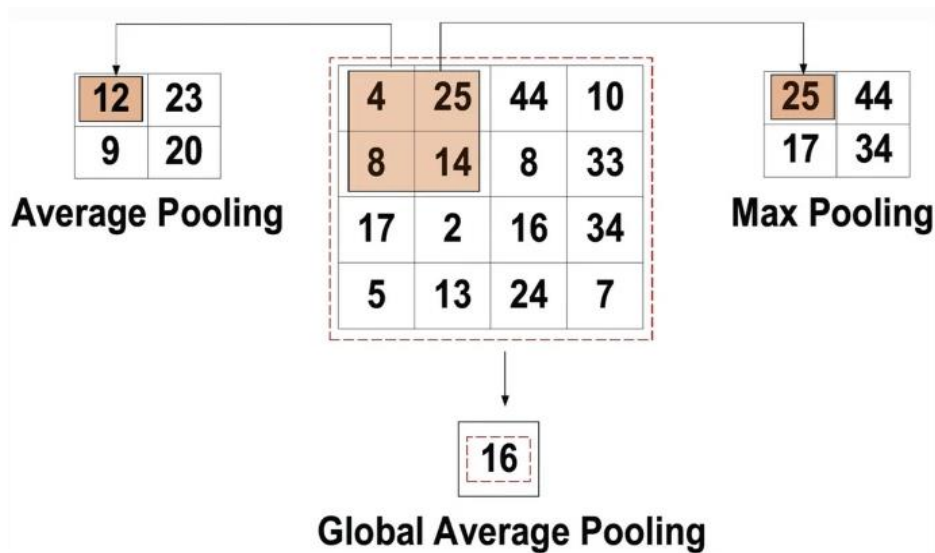 12 23
9 20
Average Pooling
4 25 44 10
8 14 8 33
17 2 16 34
5 13 24 7
25 44
17 34
Max Pooling
16
Global Average Pooling